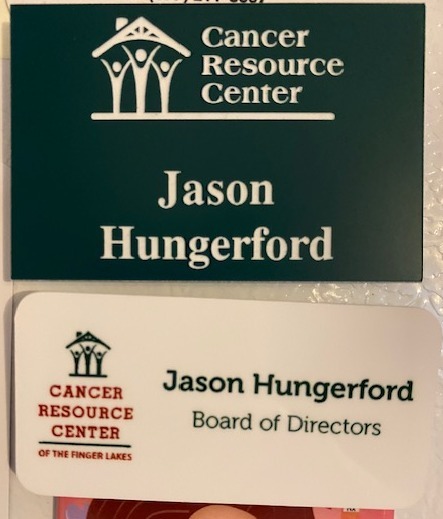 Cancer
Resource
Center
Jason
Hungerford
CANCER
RESOURCE
CENTER
OF THE FINGER LAKES
Jason Hungerford
Board of Directors